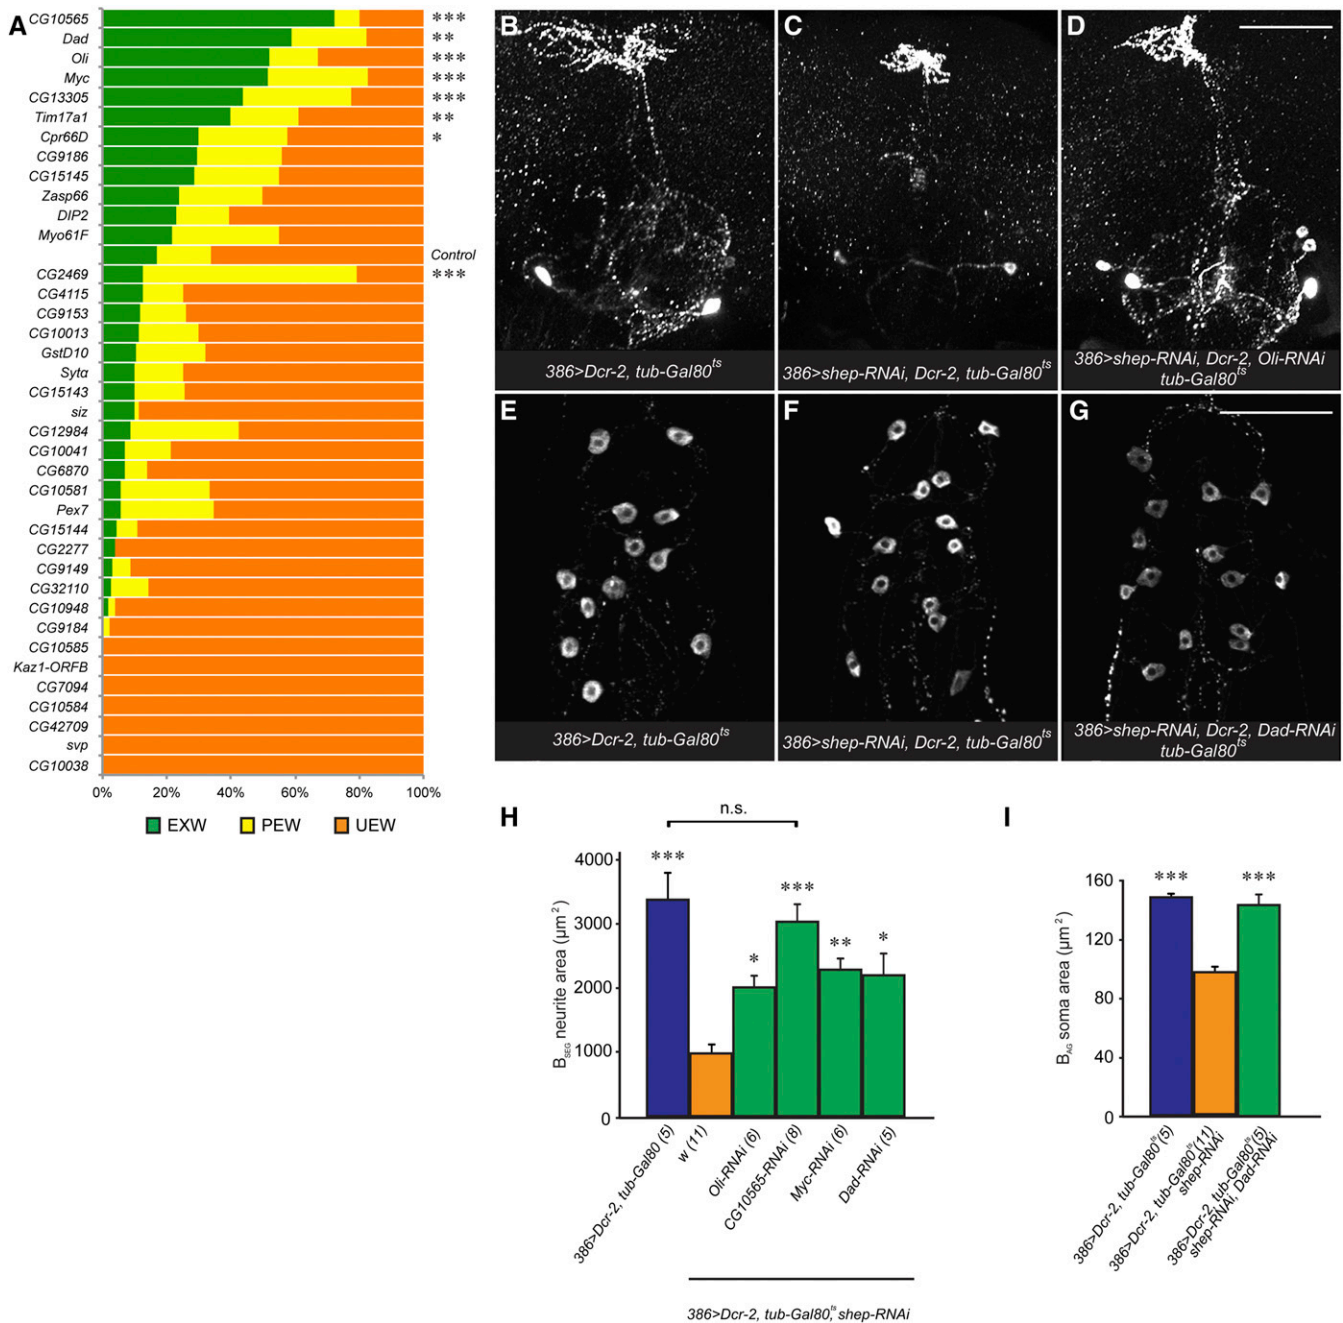 A
CG10565 ***
Dad **
Oli ***
Myc ***
CG13305 ***
Tim17a1 **
Cpr66D *
CG9186
CG15145
Zasp66
DIP2
Myo61F
Control
CG2469 ***
CG4115
CG9153
CG10013
GstD10
Sytα
CG15143
siz
CG12984
CG10041
CG6870
CG10581
Pex7
CG15144
CG2277
CG9149
CG32110
CG10948
CG9184
CG10585
Kaz1-ORFB
CG7094
CG10584
CG42709
svp
CG10038
0% 20% 40% 60% 80% 100%
EXW PEW UEW
B
386>Dcr-2, tub-Gal80ts
C
386>shep-RNAi, Dcr-2, tub-Gal80ts
D
386>shep-RNAi, Dcr-2, Oli-RNAi
tub-Gal80ts
E
386>Dcr-2, tub-Gal80ts
F
386>shep-RNAi, Dcr-2, tub-Gal80ts
G
386>shep-RNAi, Dcr-2, Dad-RNAi
tub-Gal80ts
H
n.s.
BSEG neurite area (µm2)
4000
3000
2000
1000
0
***
*
***
**
*
386>Dcr-2, tub-Gal80 (5)
w (11)
Oli-RNAi (6)
CG10565-RNAi (8)
Myc-RNAi (6)
Dad-RNAi (5)
386>Dcr-2, tub-Gal80ts, shep-RNAi
I
BAG soma area (µm2)
160
120
80
40
0
***
***
386>Dcr-2, tub-Gal80ts (5)
386>Dcr-2, tub-Gal80ts (11)
shep-RNAi
386>Dcr-2, tub-Gal80ts (5)
shep-RNAi, Dad-RNAi